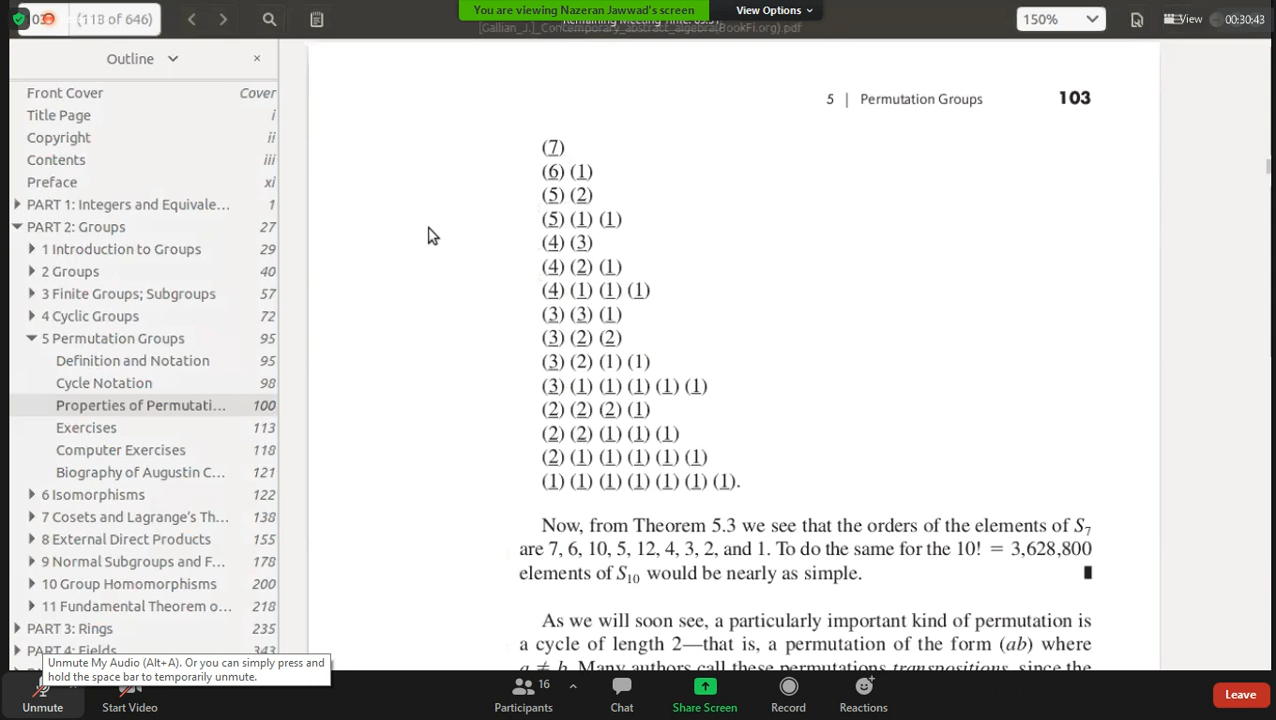 (118 of 646)
You are viewing Nazeran Jawwad's screen
View Options
[Gallian_J.]_Contemporary_abstract_algebra(BookFi.org).pdf
150%
View
00:30:43
Outline
Front Cover Cover
Title Page i
Copyright ii
Contents iii
Preface xi
PART 1: Integers and Equivale... 1
PART 2: Groups 27
1 Introduction to Groups 29
2 Groups 40
3 Finite Groups; Subgroups 57
4 Cyclic Groups 72
5 Permutation Groups 95
Definition and Notation 95
Cycle Notation 98
Properties of Permutati... 100
Exercises 113
Computer Exercises 118
Biography of Augustin C... 121
6 Isomorphisms 122
7 Cosets and Lagrange's Th... 138
8 External Direct Products 155
9 Normal Subgroups and F... 178
10 Group Homomorphisms 200
11 Fundamental Theorem o... 218
PART 3: Rings 235
PART 4: Fields 343
5 | Permutation Groups 103
(7)
(6) (1)
(5) (2)
(5) (1) (1)
(4) (3)
(4) (2) (1)
(4) (1) (1) (1)
(3) (3) (1)
(3) (2) (2)
(3) (2) (1) (1)
(3) (1) (1) (1) (1) (1)
(2) (2) (2) (1)
(2) (2) (1) (1) (1)
(2) (1) (1) (1) (1) (1)
(1) (1) (1) (1) (1) (1) (1).
Now, from Theorem 5.3 we see that the orders of the elements of S7
are 7, 6, 10, 5, 12, 4, 3, 2, and 1. To do the same for the 10! = 3,628,800
elements of S10 would be nearly as simple.
As we will soon see, a particularly important kind of permutation is
a cycle of length 2—that is, a permutation of the form (ab) where
a ≠ b. Many authors call these permutations transpositions, since the
Unmute My Audio (Alt+A). Or you can simply press and
hold the space bar to temporarily unmute.
Unmute
Start Video
16
Participants
Chat
Share Screen
Record
Reactions
Leave